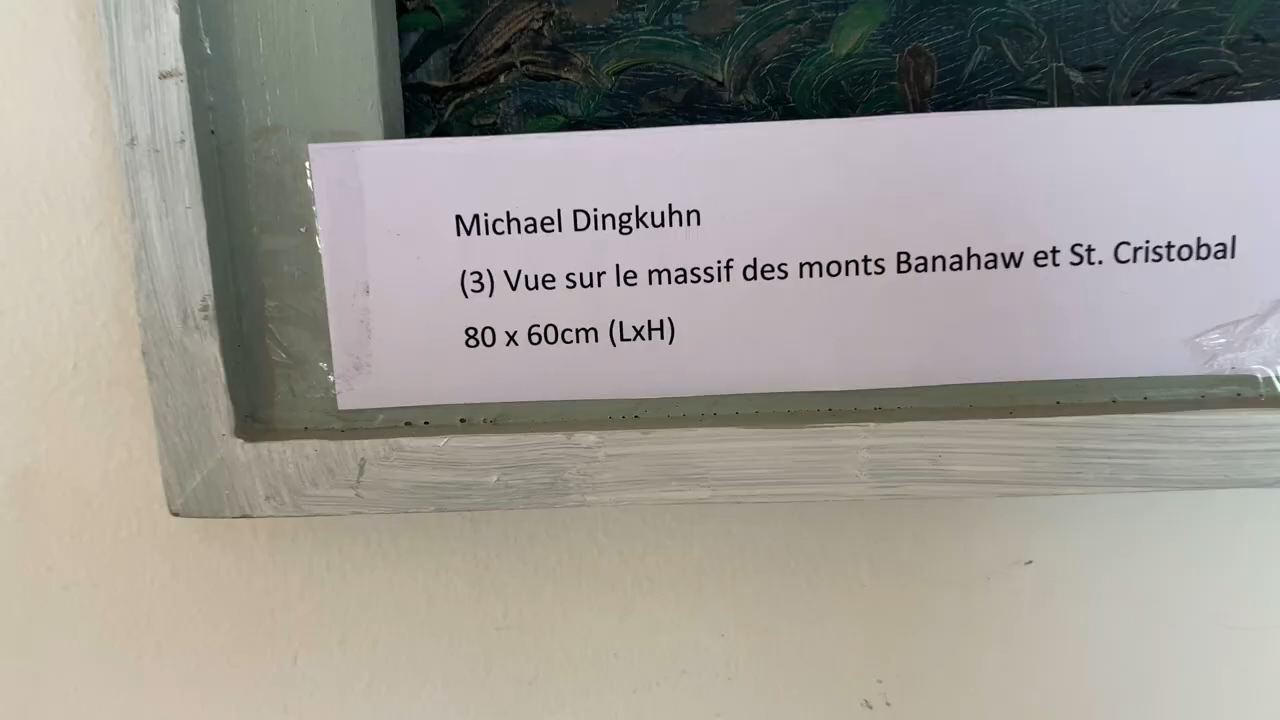 Michael Dingkuhn
(3) Vue sur le massif des monts Banahaw et St. Cristobal
80 x 60cm (LxH)